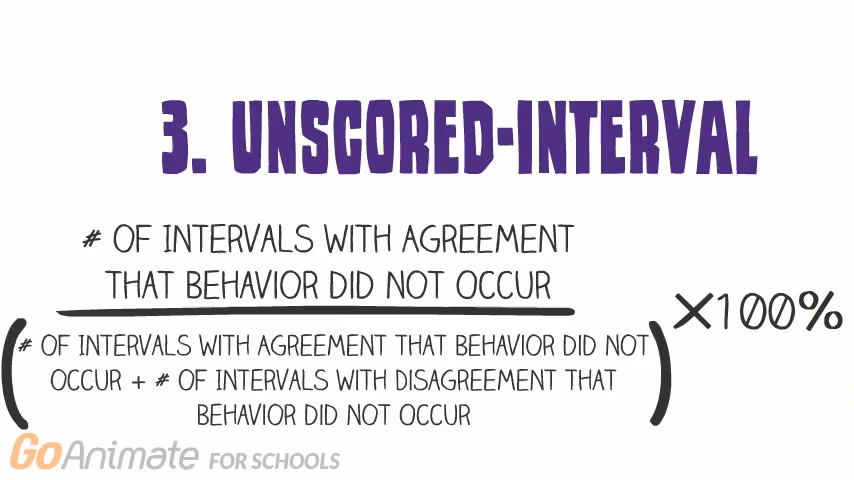 3. UNSCORED-INTERVAL
# OF INTERVALS WITH AGREEMENT
THAT BEHAVIOR DID NOT OCCUR
X100%
(# OF INTERVALS WITH AGREEMENT THAT BEHAVIOR DID NOT
OCCUR + # OF INTERVALS WITH DISAGREEMENT THAT
BEHAVIOR DID NOT OCCUR)
GoAnimate FOR SCHOOLS